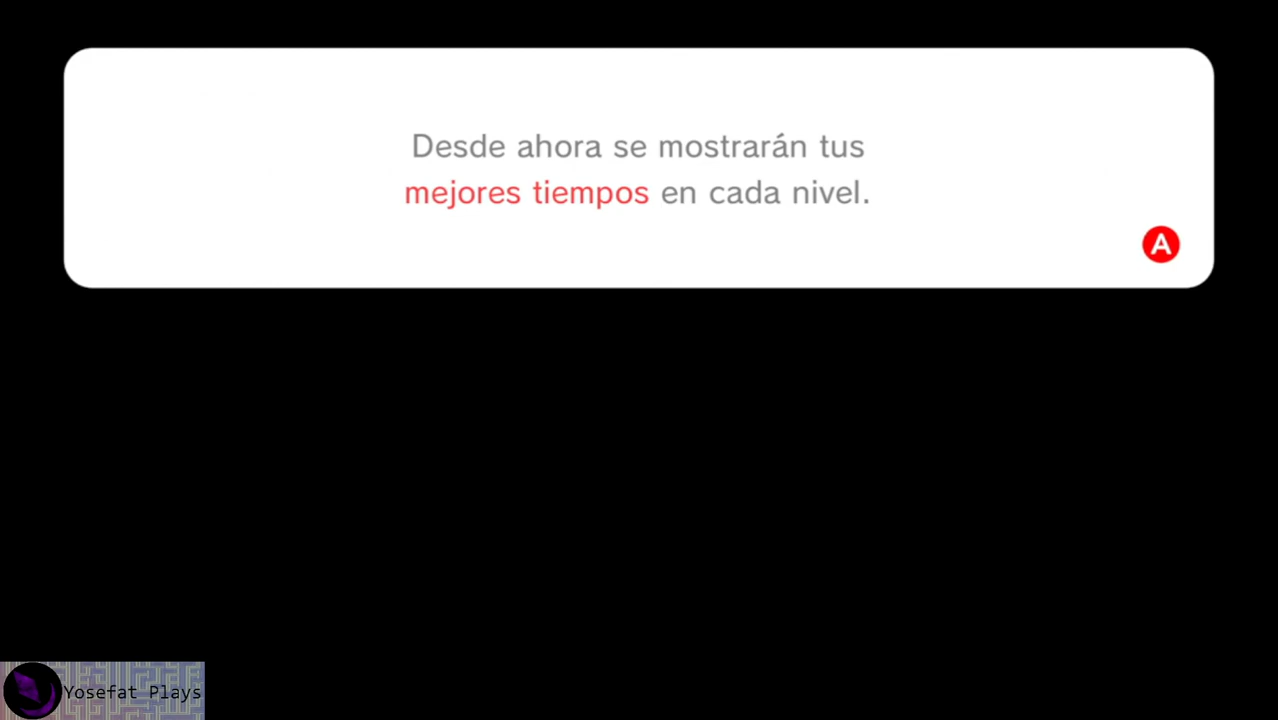 Desde ahora se mostrarán tus
mejores tiempos en cada nivel.
A
Yosefat Plays